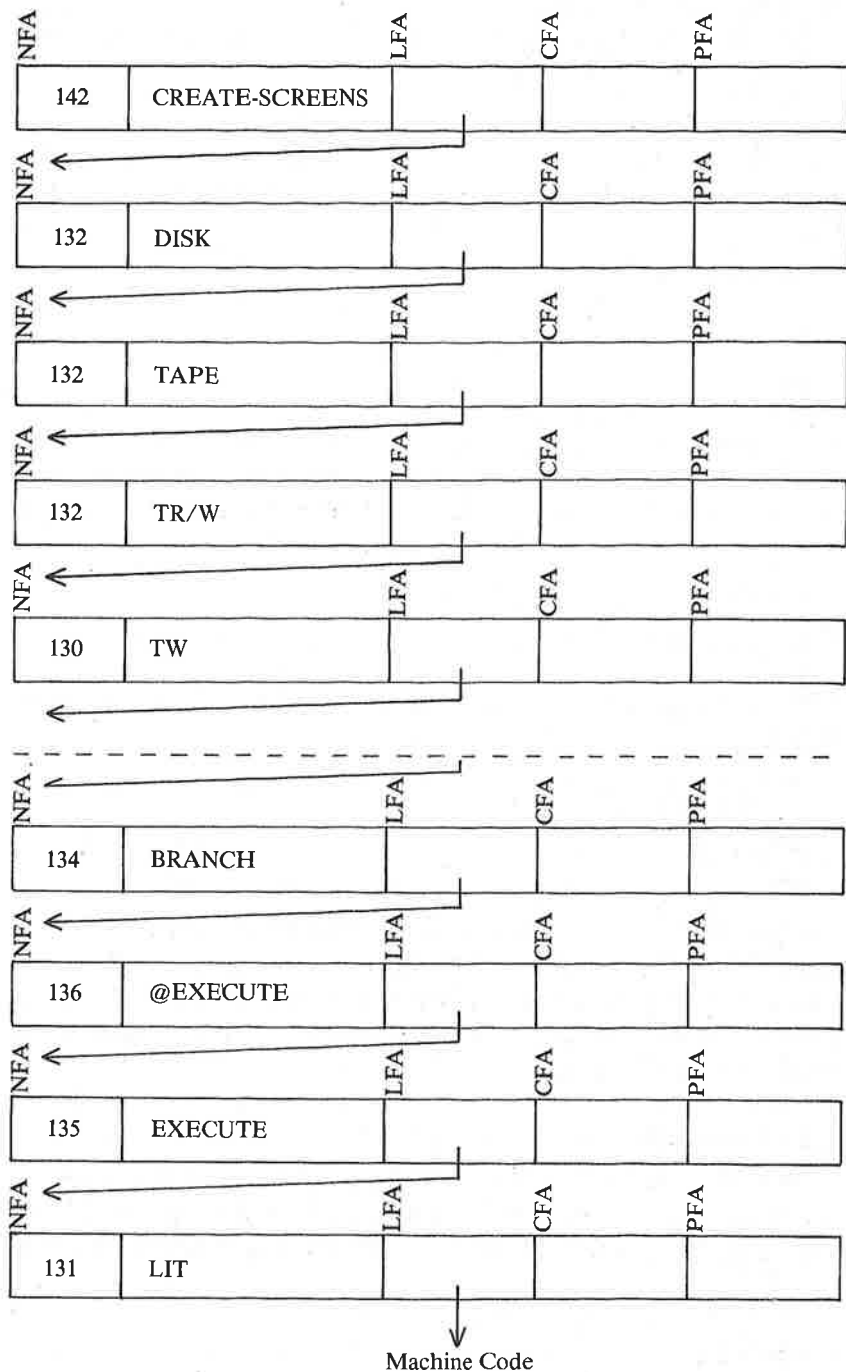 NFA LFA CFA PFA
142 CREATE-SCREENS
NFA LFA CFA PFA
132 DISK
NFA LFA CFA PFA
132 TAPE
NFA LFA CFA PFA
132 TR/W
NFA LFA CFA PFA
130 TW
NFA LFA CFA PFA
134 BRANCH
NFA LFA CFA PFA
136 @EXECUTE
NFA LFA CFA PFA
135 EXECUTE
NFA LFA CFA PFA
131 LIT
Machine Code